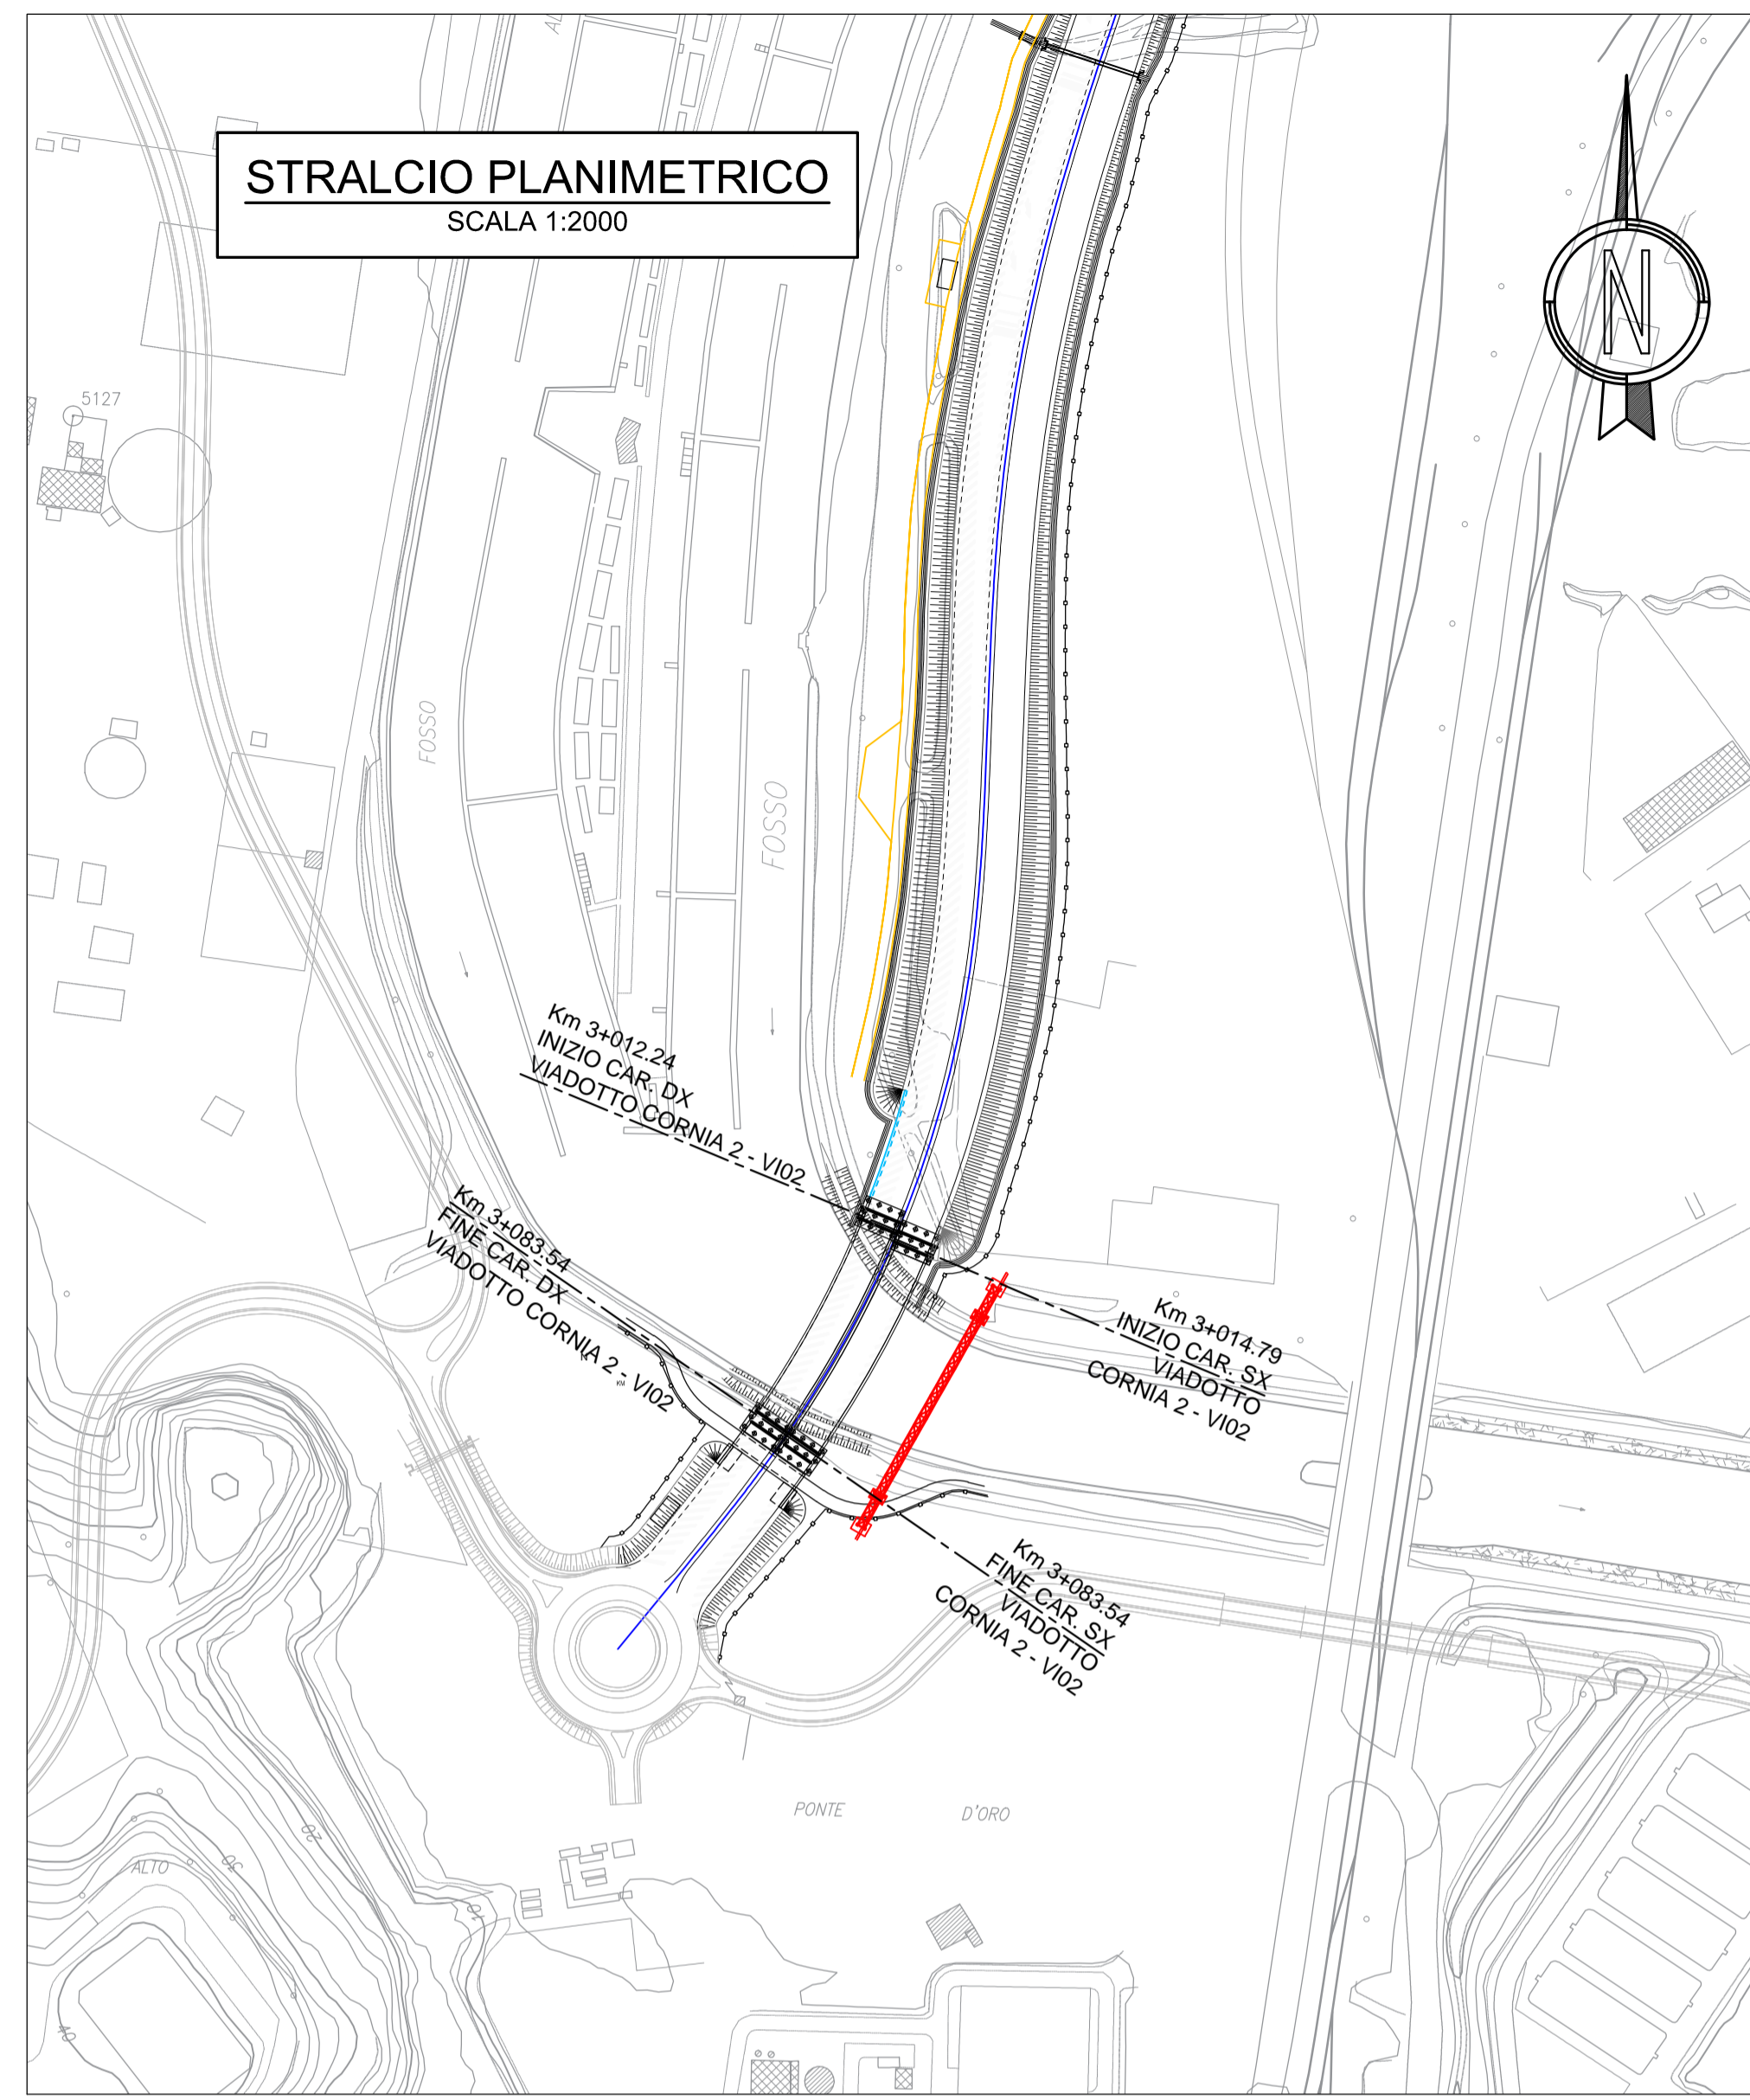 STRALCIO PLANIMETRICO
SCALA 1:2000
N
5127
FOSSO
FOSSO
Km 3+012.24
INIZIO CAR. DX
VIADOTTO CORNIA 2 - VI02
Km 3+083.54
FINE CAR. DX
VIADOTTO CORNIA 2 - VI02
KM
Km 3+014.79
INIZIO CAR. SX
VIADOTTO
CORNIA 2 - VI02
Km 3+083.54
FINE CAR. SX
VIADOTTO
CORNIA 2 - VI02
PONTE D'ORO
ALTO
20
30
10
40